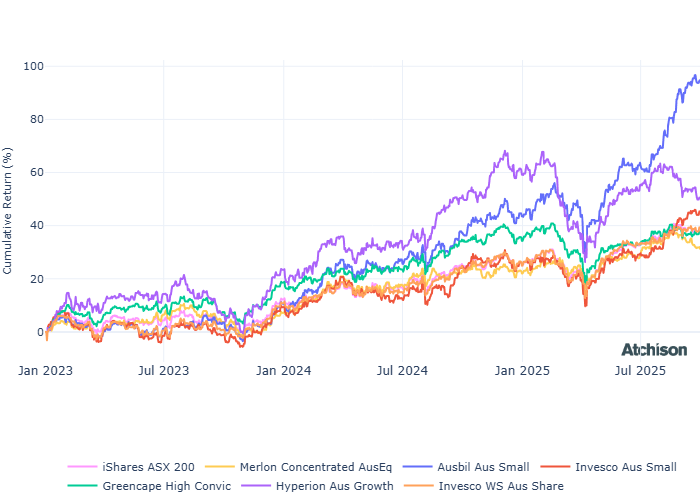 100
80
60
40
20
0
Cumulative Return (%)
Jan 2023 Jul 2023 Jan 2024 Jul 2024 Jan 2025 Jul 2025
Atchison
iShares ASX 200 Merlon Concentrated AusEq Ausbil Aus Small Invesco Aus Small
Greencape High Convic Hyperion Aus Growth Invesco WS Aus Share